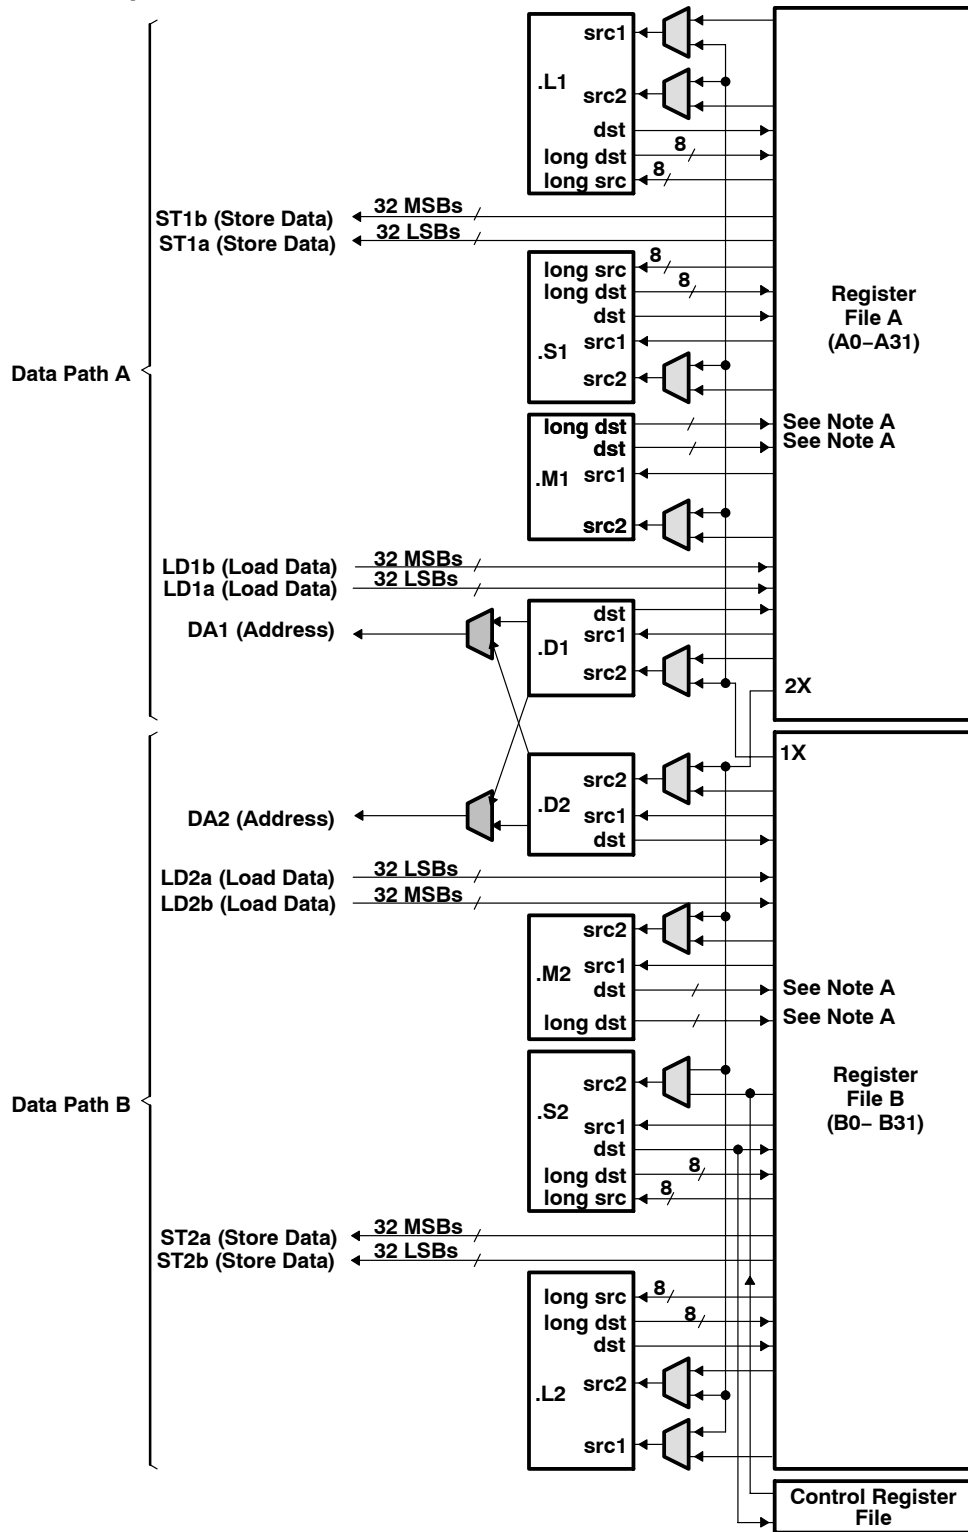 src1
.L1
src2
dst
8
long dst
8
long src
32 MSBs
ST1b (Store Data)
32 LSBs
ST1a (Store Data)
8
long src
8
long dst
dst
src1
.S1
src2
Register
File A
(A0−A31)
Data Path A
long dst
See Note A
dst
See Note A
.M1
src1
src2
32 MSBs
LD1b (Load Data)
32 LSBs
LD1a (Load Data)
dst
DA1 (Address)
src1
.D1
src2
2X
1X
src2
.D2
src1
DA2 (Address)
dst
32 LSBs
LD2a (Load Data)
32 MSBs
LD2b (Load Data)
src2
src1
.M2
dst
See Note A
long dst
See Note A
src2
.S2
src1
dst
8
long dst
8
long src
Register
File B
(B0− B31)
Data Path B
32 MSBs
ST2a (Store Data)
32 LSBs
ST2b (Store Data)
8
long src
8
long dst
dst
src2
.L2
src1
Control Register
File